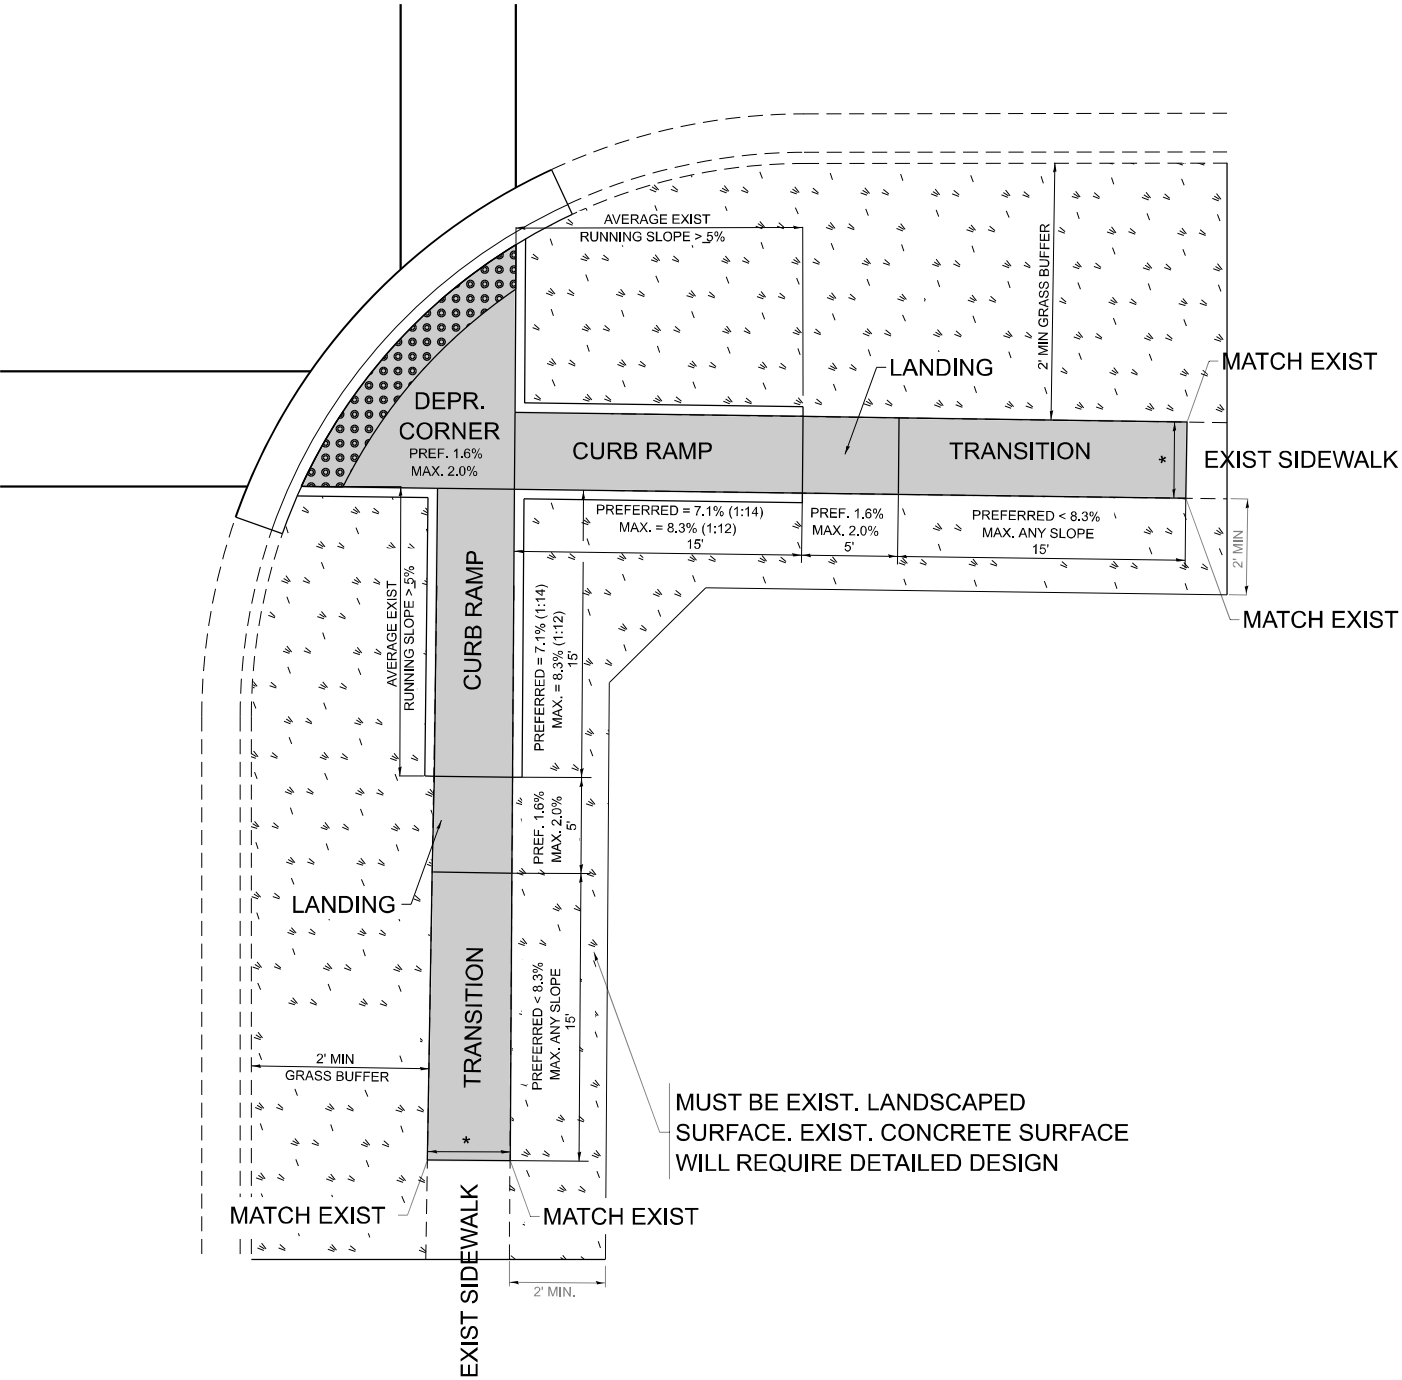 AVERAGE EXIST
RUNNING SLOPE > 5%
2' MIN GRASS BUFFER
LANDING
MATCH EXIST
DEPR.
CORNER
PREF. 1.6%
MAX. 2.0%
CURB RAMP
TRANSITION
*
EXIST SIDEWALK
PREFERRED = 7.1% (1:14)
MAX. = 8.3% (1:12)
15'
PREF. 1.6%
MAX. 2.0%
5'
PREFERRED < 8.3%
MAX. ANY SLOPE
15'
2' MIN
MATCH EXIST
AVERAGE EXIST
RUNNING SLOPE > 5%
CURB RAMP
PREFERRED = 7.1% (1:14)
MAX. = 8.3% (1:12)
15'
PREF. 1.6%
MAX. 2.0%
5'
LANDING
TRANSITION
PREFERRED < 8.3%
MAX. ANY SLOPE
15'
2' MIN
GRASS BUFFER
MUST BE EXIST. LANDSCAPED
SURFACE. EXIST. CONCRETE SURFACE
WILL REQUIRE DETAILED DESIGN
*
MATCH EXIST
MATCH EXIST
EXIST SIDEWALK
2' MIN.